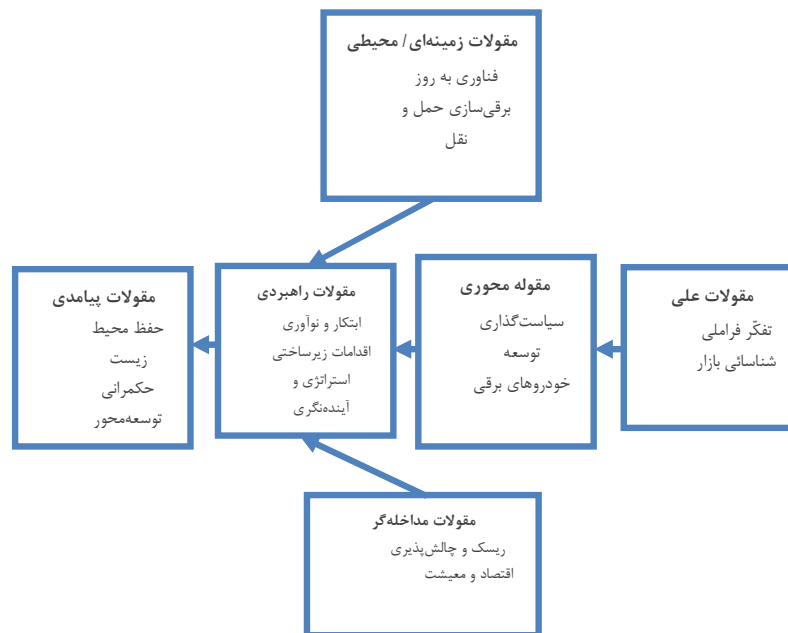 مقولات زمینه‌ای/ محیطی
فناوری به روز
برقی‌سازی حمل و
نقل
مقولات علی
تفکّر فراملی
شناسائی بازار
مقوله محوری
سیاست‌گذاری
توسعه
خودروهای برقی
مقولات راهبردی
ابتکار و نوآوری
اقدامات زیرساختی
استراتژی و
آینده‌نگری
مقولات پیامدی
حفظ محیط
زیست
حکمرانی
توسعه‌محور
مقولات مداخله‌گر
ریسک و چالش‌پذیری
اقتصاد و معیشت